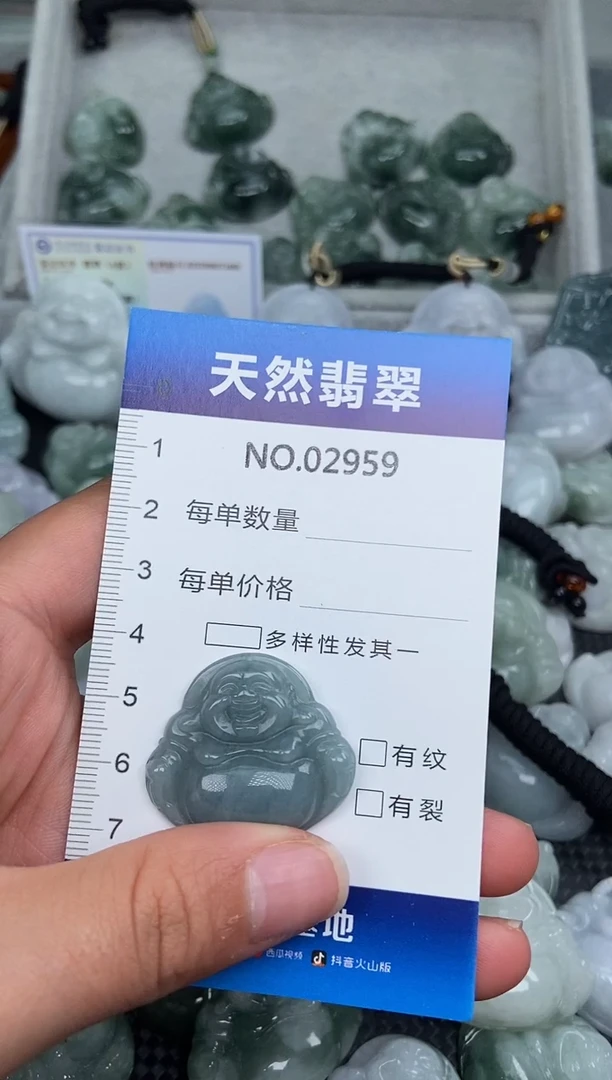 天然翡翠
NO.02959
1
每单数量
2
每单价格
3
4
多样性发其一
5
有纹
6
有裂
7
地
西瓜视频 抖音火山版